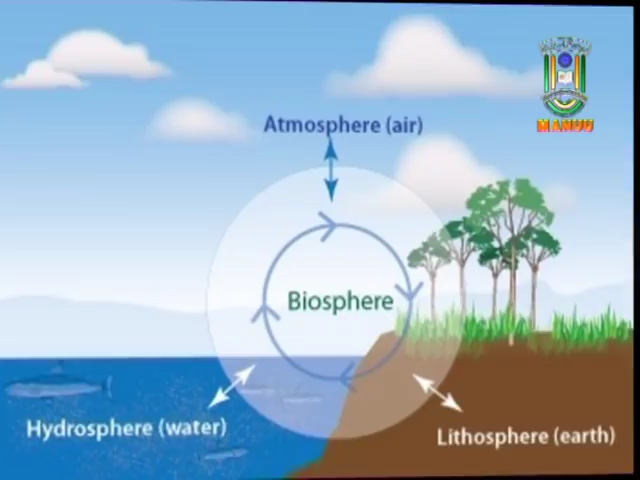 Atmosphere (air)
MANUU
Biosphere
Hydrosphere (water)
Lithosphere (earth)